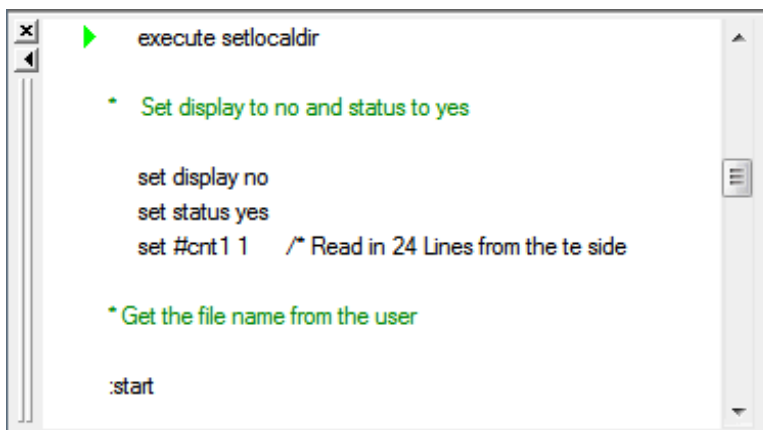 execute setlocaldir
* Set display to no and status to yes
set display no
set status yes
set #cnt1 1 /* Read in 24 Lines from the te side
* Get the file name from the user
:start